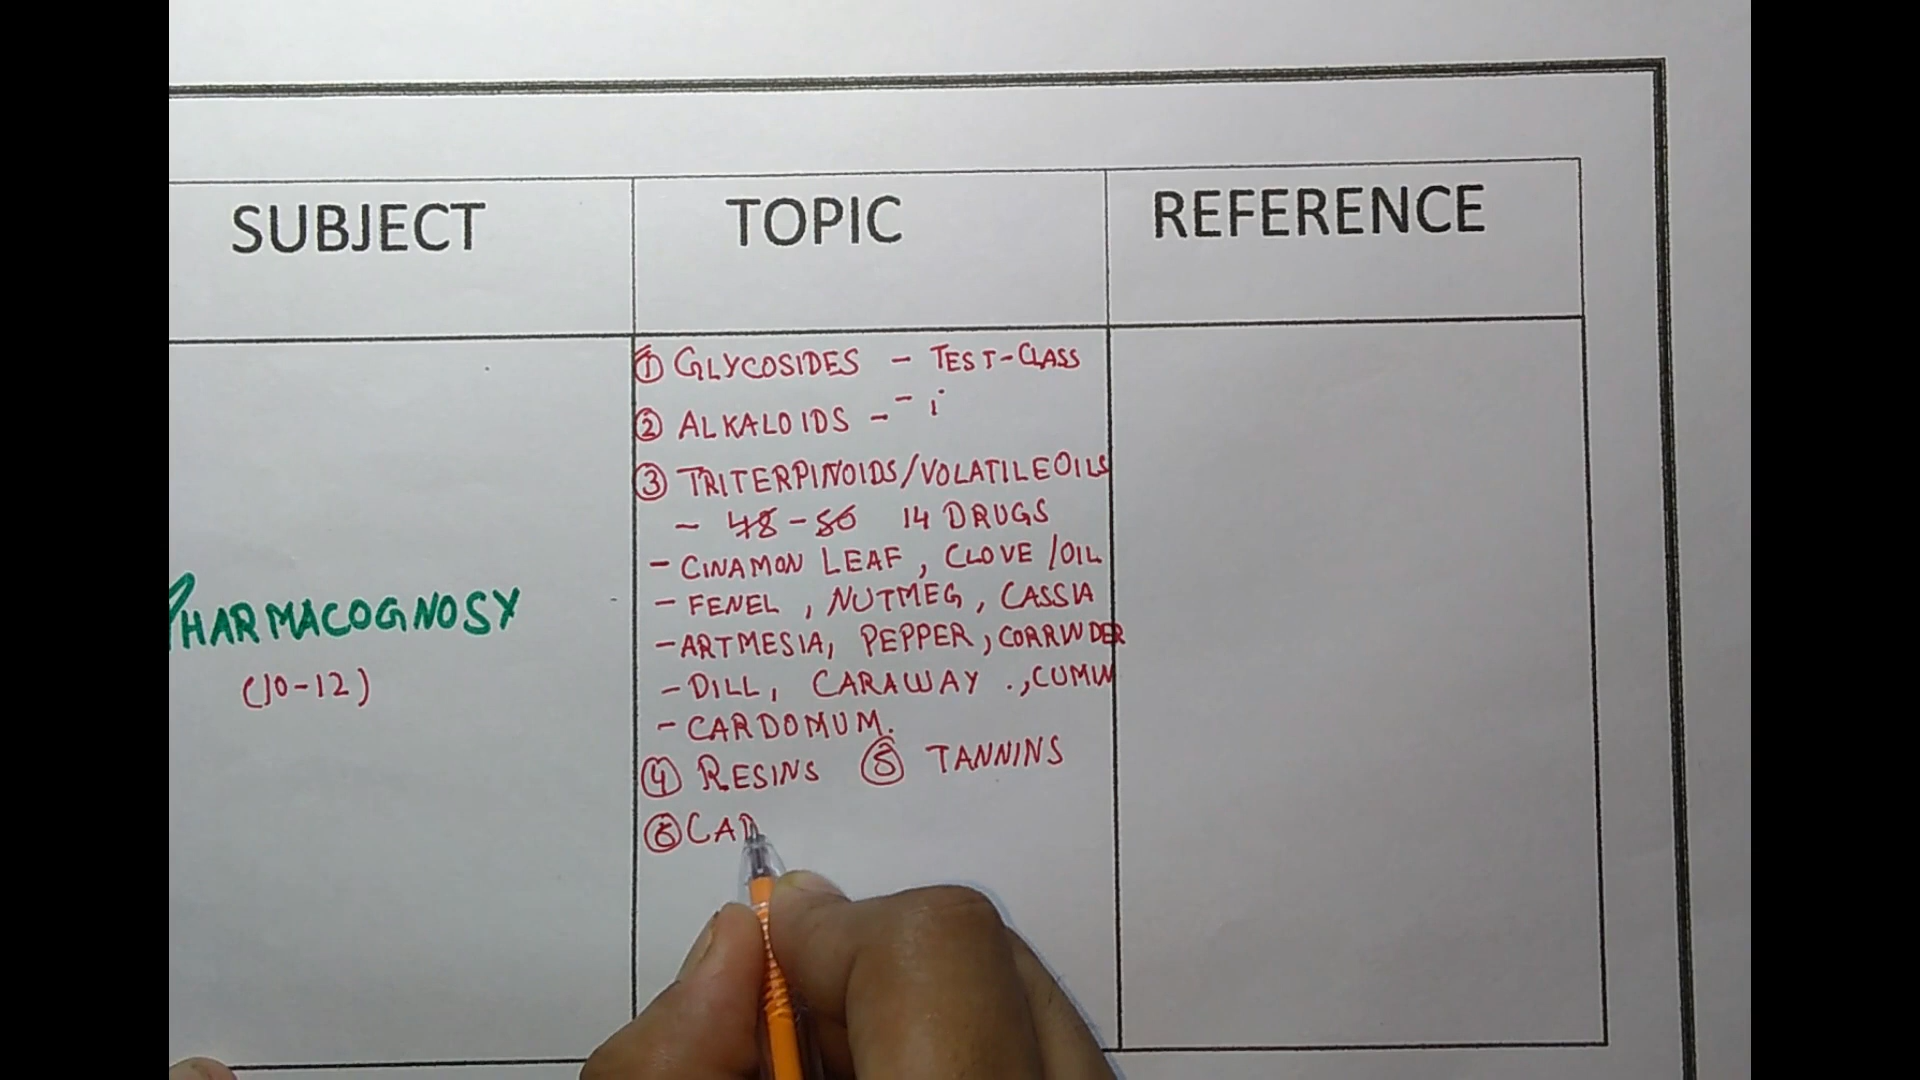 SUBJECT TOPIC REFERENCE
① GLYCOSIDES - TEST-CLASS
② ALKALOIDS -
③ TRITERPINOIDS/VOLATILE OILS
- 48-50 14 DRUGS
- CINAMON LEAF, CLOVE/OIL
- FENEL, NUTMEG, CASSIA
- ARTMESIA, PEPPER, CORRINDER
- DILL, CARAWAY ., CUMIN
- CARDOMUM.
④ RESINS ⑤ TANNINS
⑥ CA
PHARMACOGNOSY
(10-12)